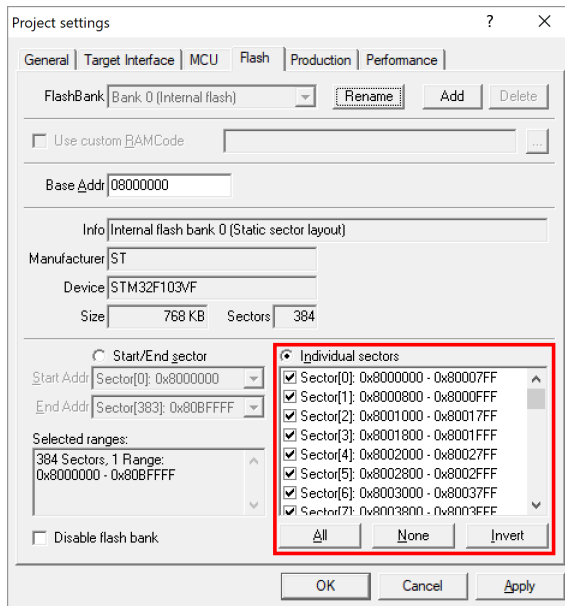 Project settings ? ×
General Target Interface MCU Flash Production Performance
FlashBank Bank 0 (Internal flash) Rename Add Delete
Use custom RAMCode ...
Base Addr 08000000
Info Internal flash bank 0 (Static sector layout)
Manufacturer ST
Device STM32F103VF
Size 768 KB Sectors 384
Start/End sector
Start Addr Sector[0]: 0x8000000
End Addr Sector[383]: 0x80BFFFF
Selected ranges:
384 Sectors, 1 Range:
0x8000000 - 0x80BFFFF
Disable flash bank
Individual sectors
Sector[0]: 0x8000000 - 0x80007FF
Sector[1]: 0x8000800 - 0x8000FFF
Sector[2]: 0x8001000 - 0x80017FF
Sector[3]: 0x8001800 - 0x8001FFF
Sector[4]: 0x8002000 - 0x80027FF
Sector[5]: 0x8002800 - 0x8002FFF
Sector[6]: 0x8003000 - 0x80037FF
Sector[7]: 0x8003800 - 0x8003FFF
All None Invert
OK Cancel Apply